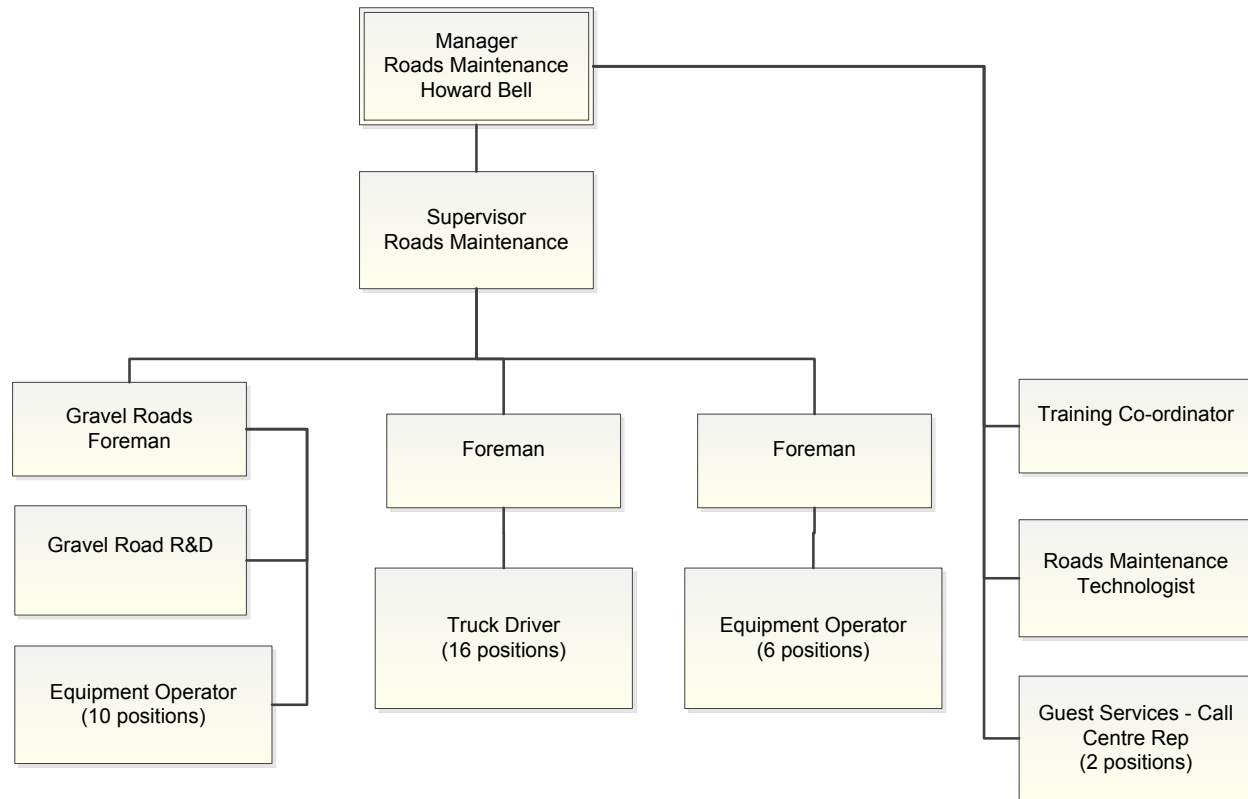 Manager
Roads Maintenance
Howard Bell
Supervisor
Roads Maintenance
Gravel Roads
Foreman
Foreman
Foreman
Training Co-ordinator
Gravel Road R&D
Roads Maintenance
Technologist
Truck Driver
(16 positions)
Equipment Operator
(6 positions)
Equipment Operator
(10 positions)
Guest Services - Call
Centre Rep
(2 positions)